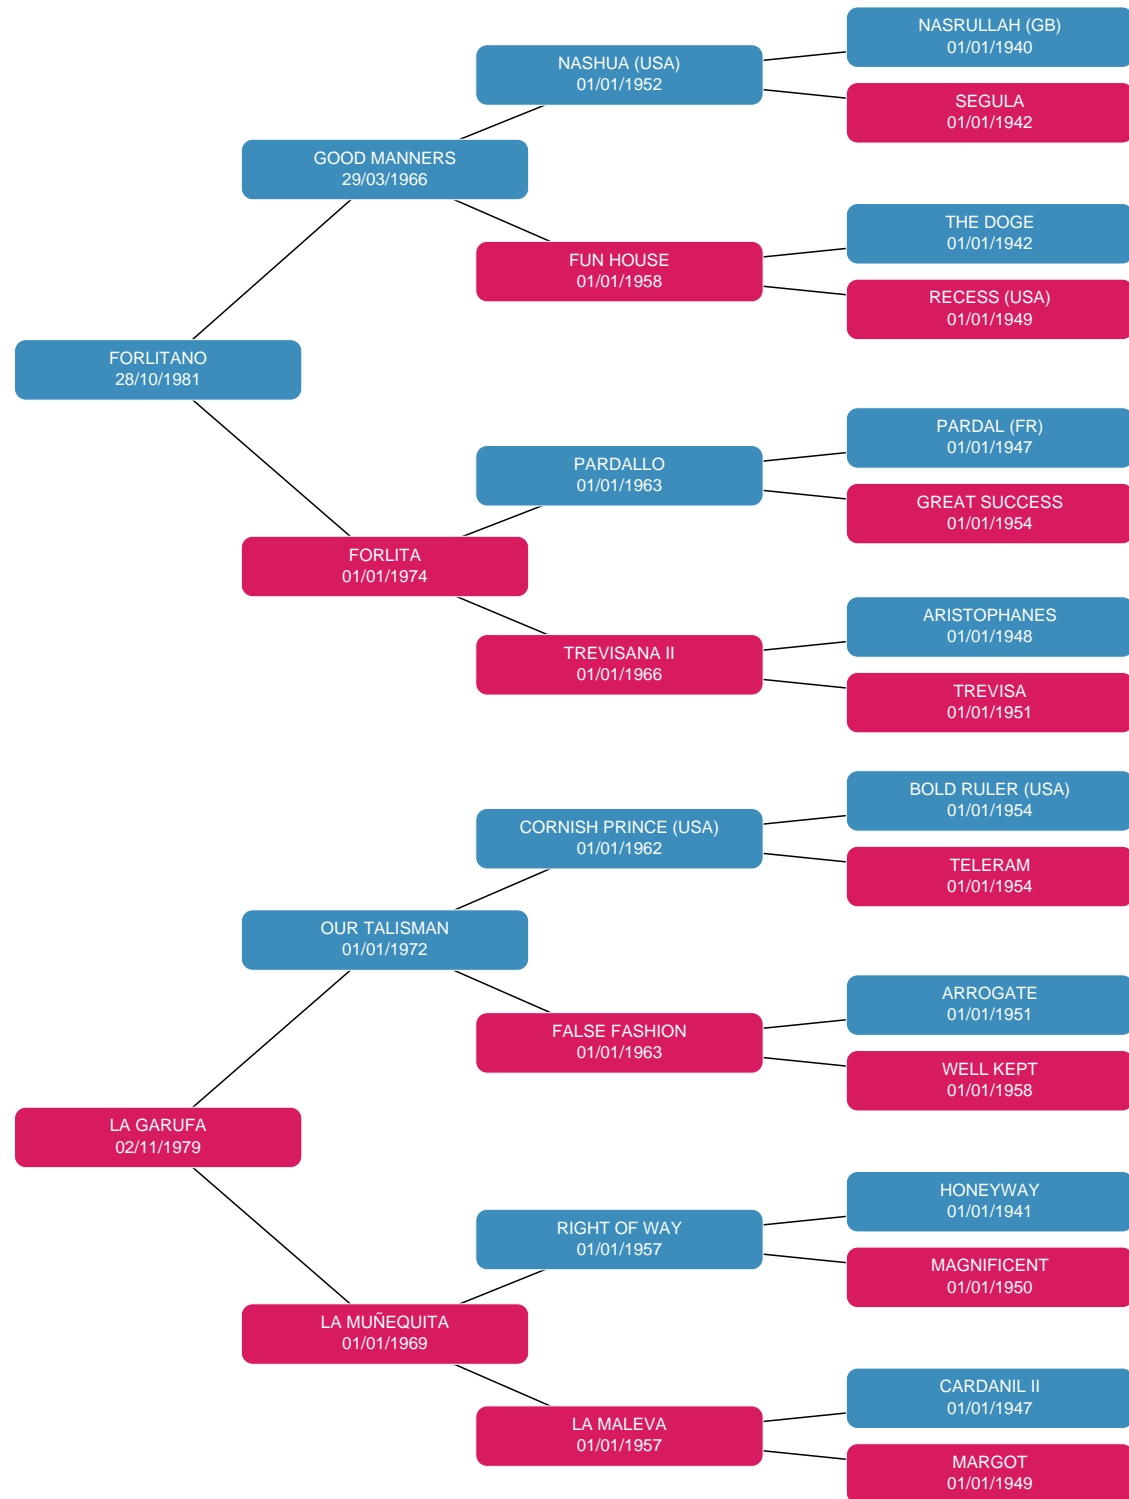 NASRULLAH (GB)
01/01/1940
NASHUA (USA)
01/01/1952
SEGULA
01/01/1942
GOOD MANNERS
29/03/1966
THE DOGE
01/01/1942
FUN HOUSE
01/01/1958
RECESS (USA)
01/01/1949
FORLITANO
28/10/1981
PARDAL (FR)
01/01/1947
PARDALLO
01/01/1963
GREAT SUCCESS
01/01/1954
FORLITA
01/01/1974
ARISTOPHANES
01/01/1948
TREVISANA II
01/01/1966
TREVISA
01/01/1951
BOLD RULER (USA)
01/01/1954
CORNISH PRINCE (USA)
01/01/1962
TELERAM
01/01/1954
OUR TALISMAN
01/01/1972
ARROGATE
01/01/1951
FALSE FASHION
01/01/1963
WELL KEPT
01/01/1958
LA GARUFA
02/11/1979
HONEYWAY
01/01/1941
RIGHT OF WAY
01/01/1957
MAGNIFICENT
01/01/1950
LA MUÑEQUITA
01/01/1969
CARDANIL II
01/01/1947
LA MALEVA
01/01/1957
MARGOT
01/01/1949